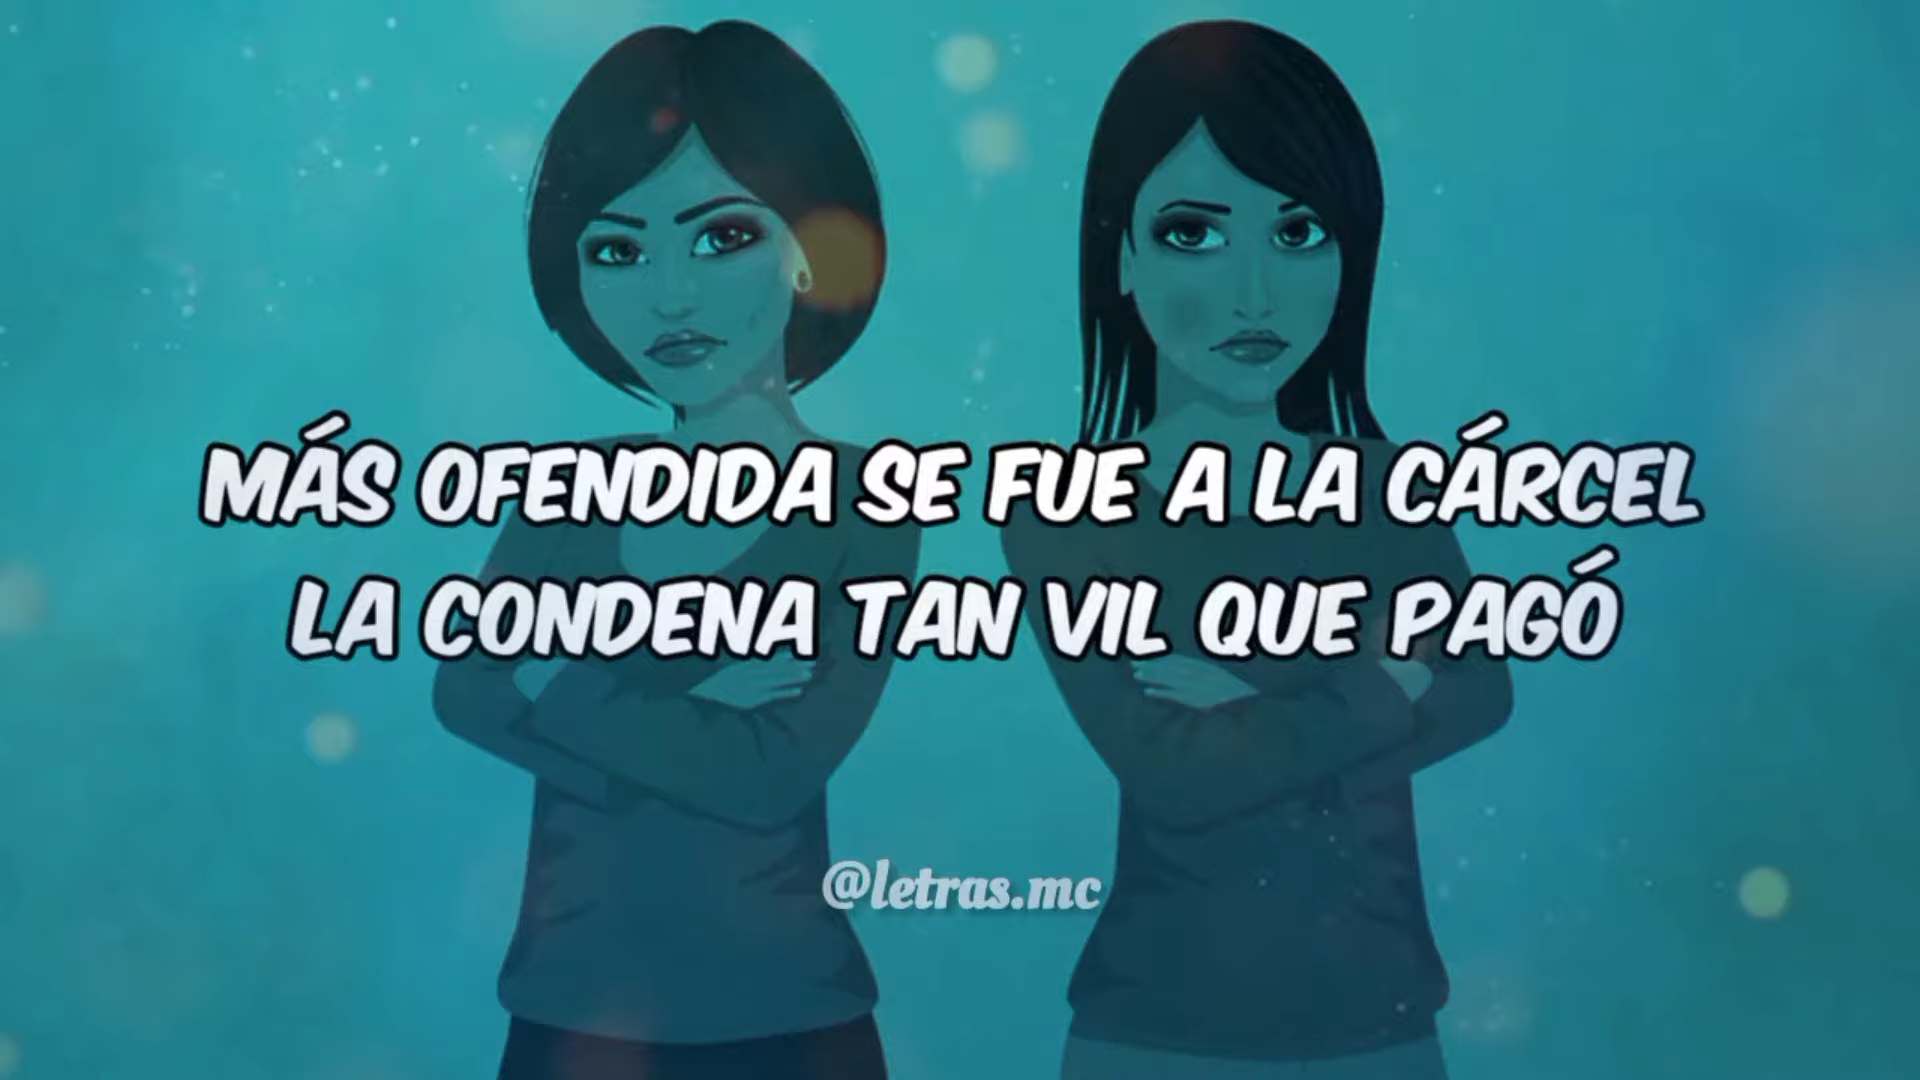 MÁS OFENDIDA SE FUE A LA CÁRCEL
LA CONDENA TAN VIL QUE PAGÓ
@letras.mc